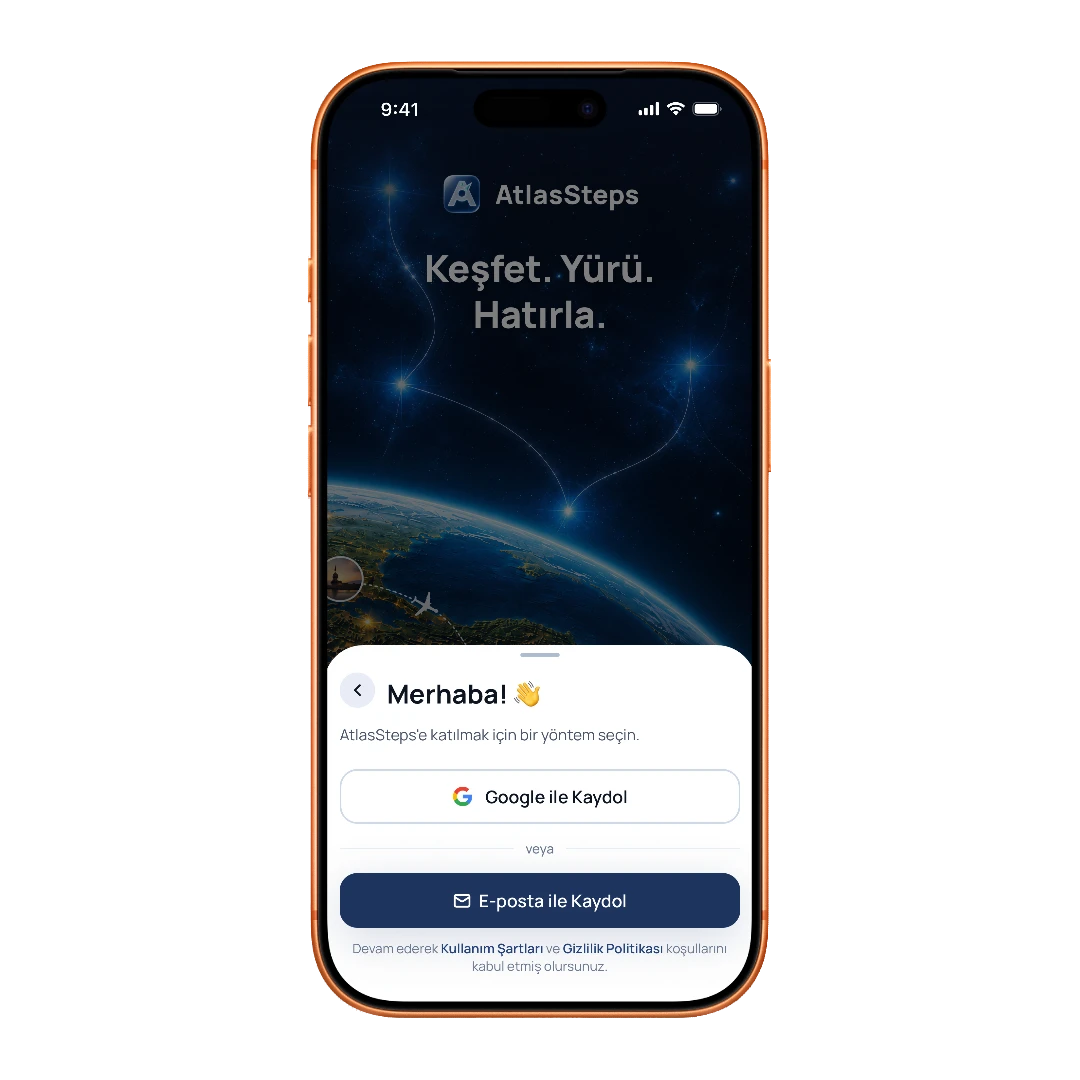 9:41
AtlasSteps
Keşfet. Yürü.
Hatırla.
Merhaba! 👋
AtlasSteps'e katılmak için bir yöntem seçin.
Google ile Kaydol
veya
E-posta ile Kaydol
Devam ederek Kullanım Şartları ve Gizlilik Politikası koşullarını
kabul etmiş olursunuz.